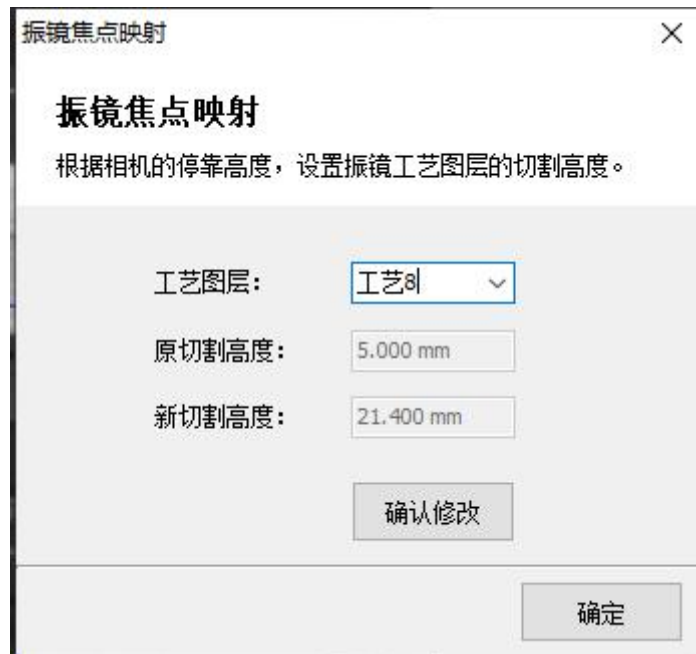 振镜焦点映射
振镜焦点映射
根据相机的停靠高度，设置振镜工艺图层的切割高度。
工艺图层： 工艺8
原切割高度： 5.000 mm
新切割高度： 21.400 mm
确认修改
确定